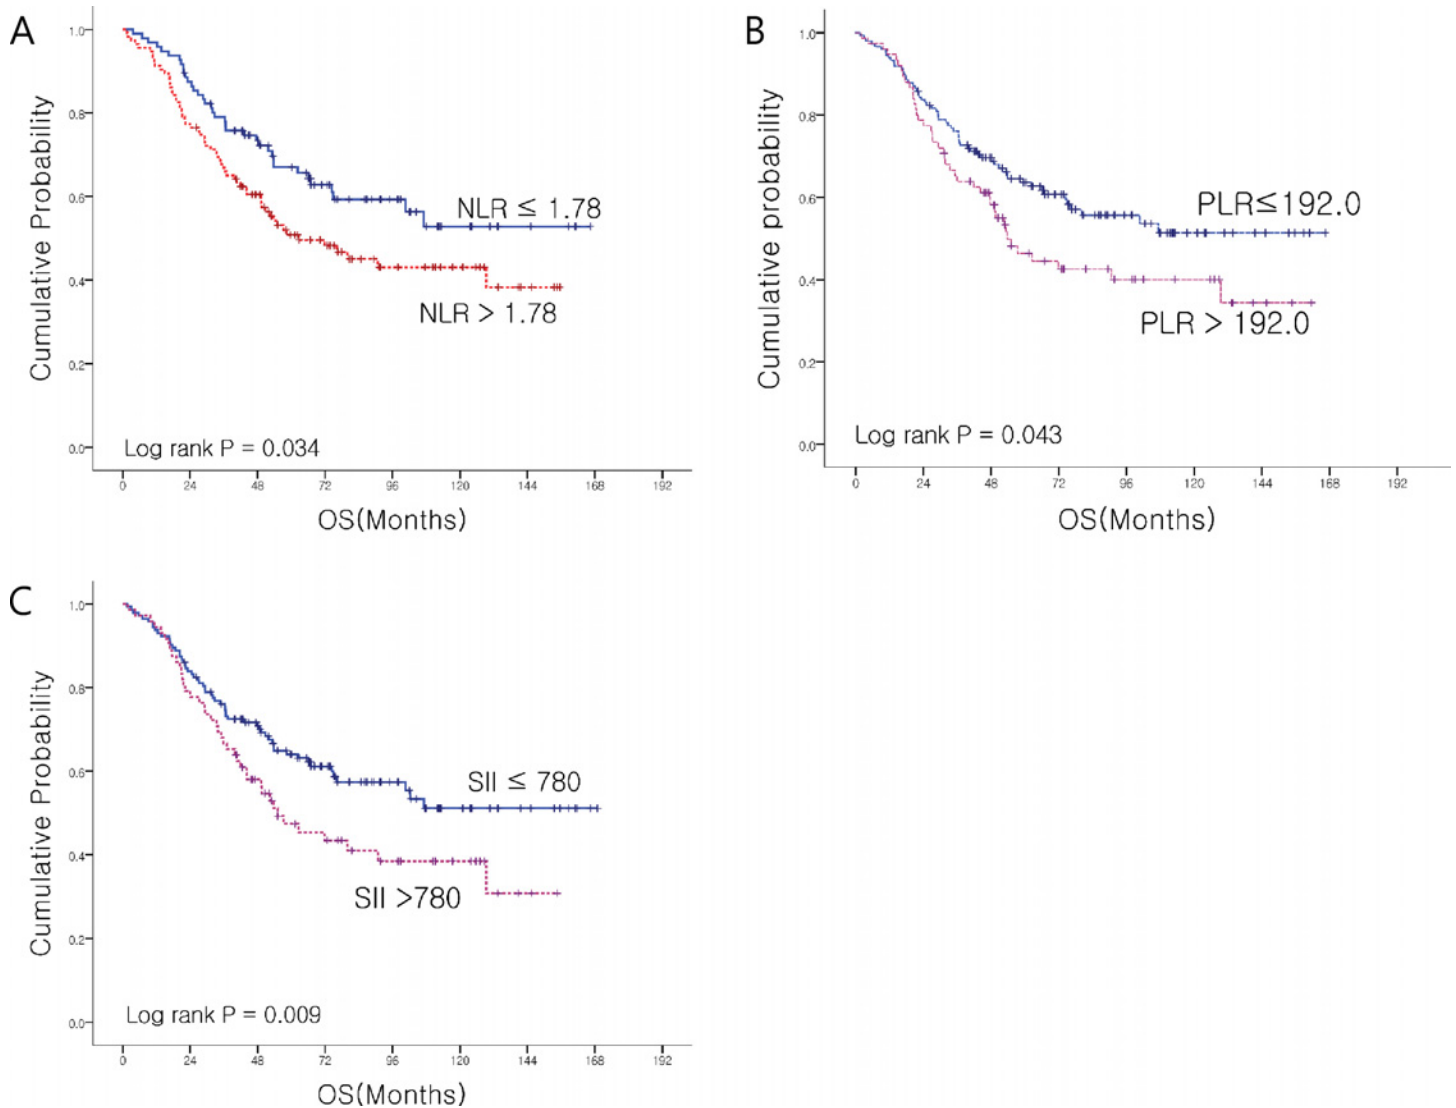 A
Cumulative Probability
1.0
0.8
0.6
0.4
0.2
0.0
NLR ≤ 1.78
NLR > 1.78
Log rank P = 0.034
0 24 48 72 96 120 144 168 192
OS(Months)
B
Cumulative probability
1.0
0.8
0.6
0.4
0.2
0.0
PLR≤192.0
PLR > 192.0
Log rank P = 0.043
0 24 48 72 96 120 144 168 192
OS(Months)
C
Cumulative Probability
1.0
0.8
0.6
0.4
0.2
0.0
SII ≤ 780
SII >780
Log rank P = 0.009
0 24 48 72 96 120 144 168 192
OS(Months)